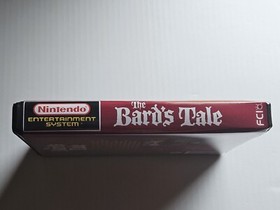 Nintendo
ENTERTAINMENT
SYSTEM
The
Bard's Tale
FCI